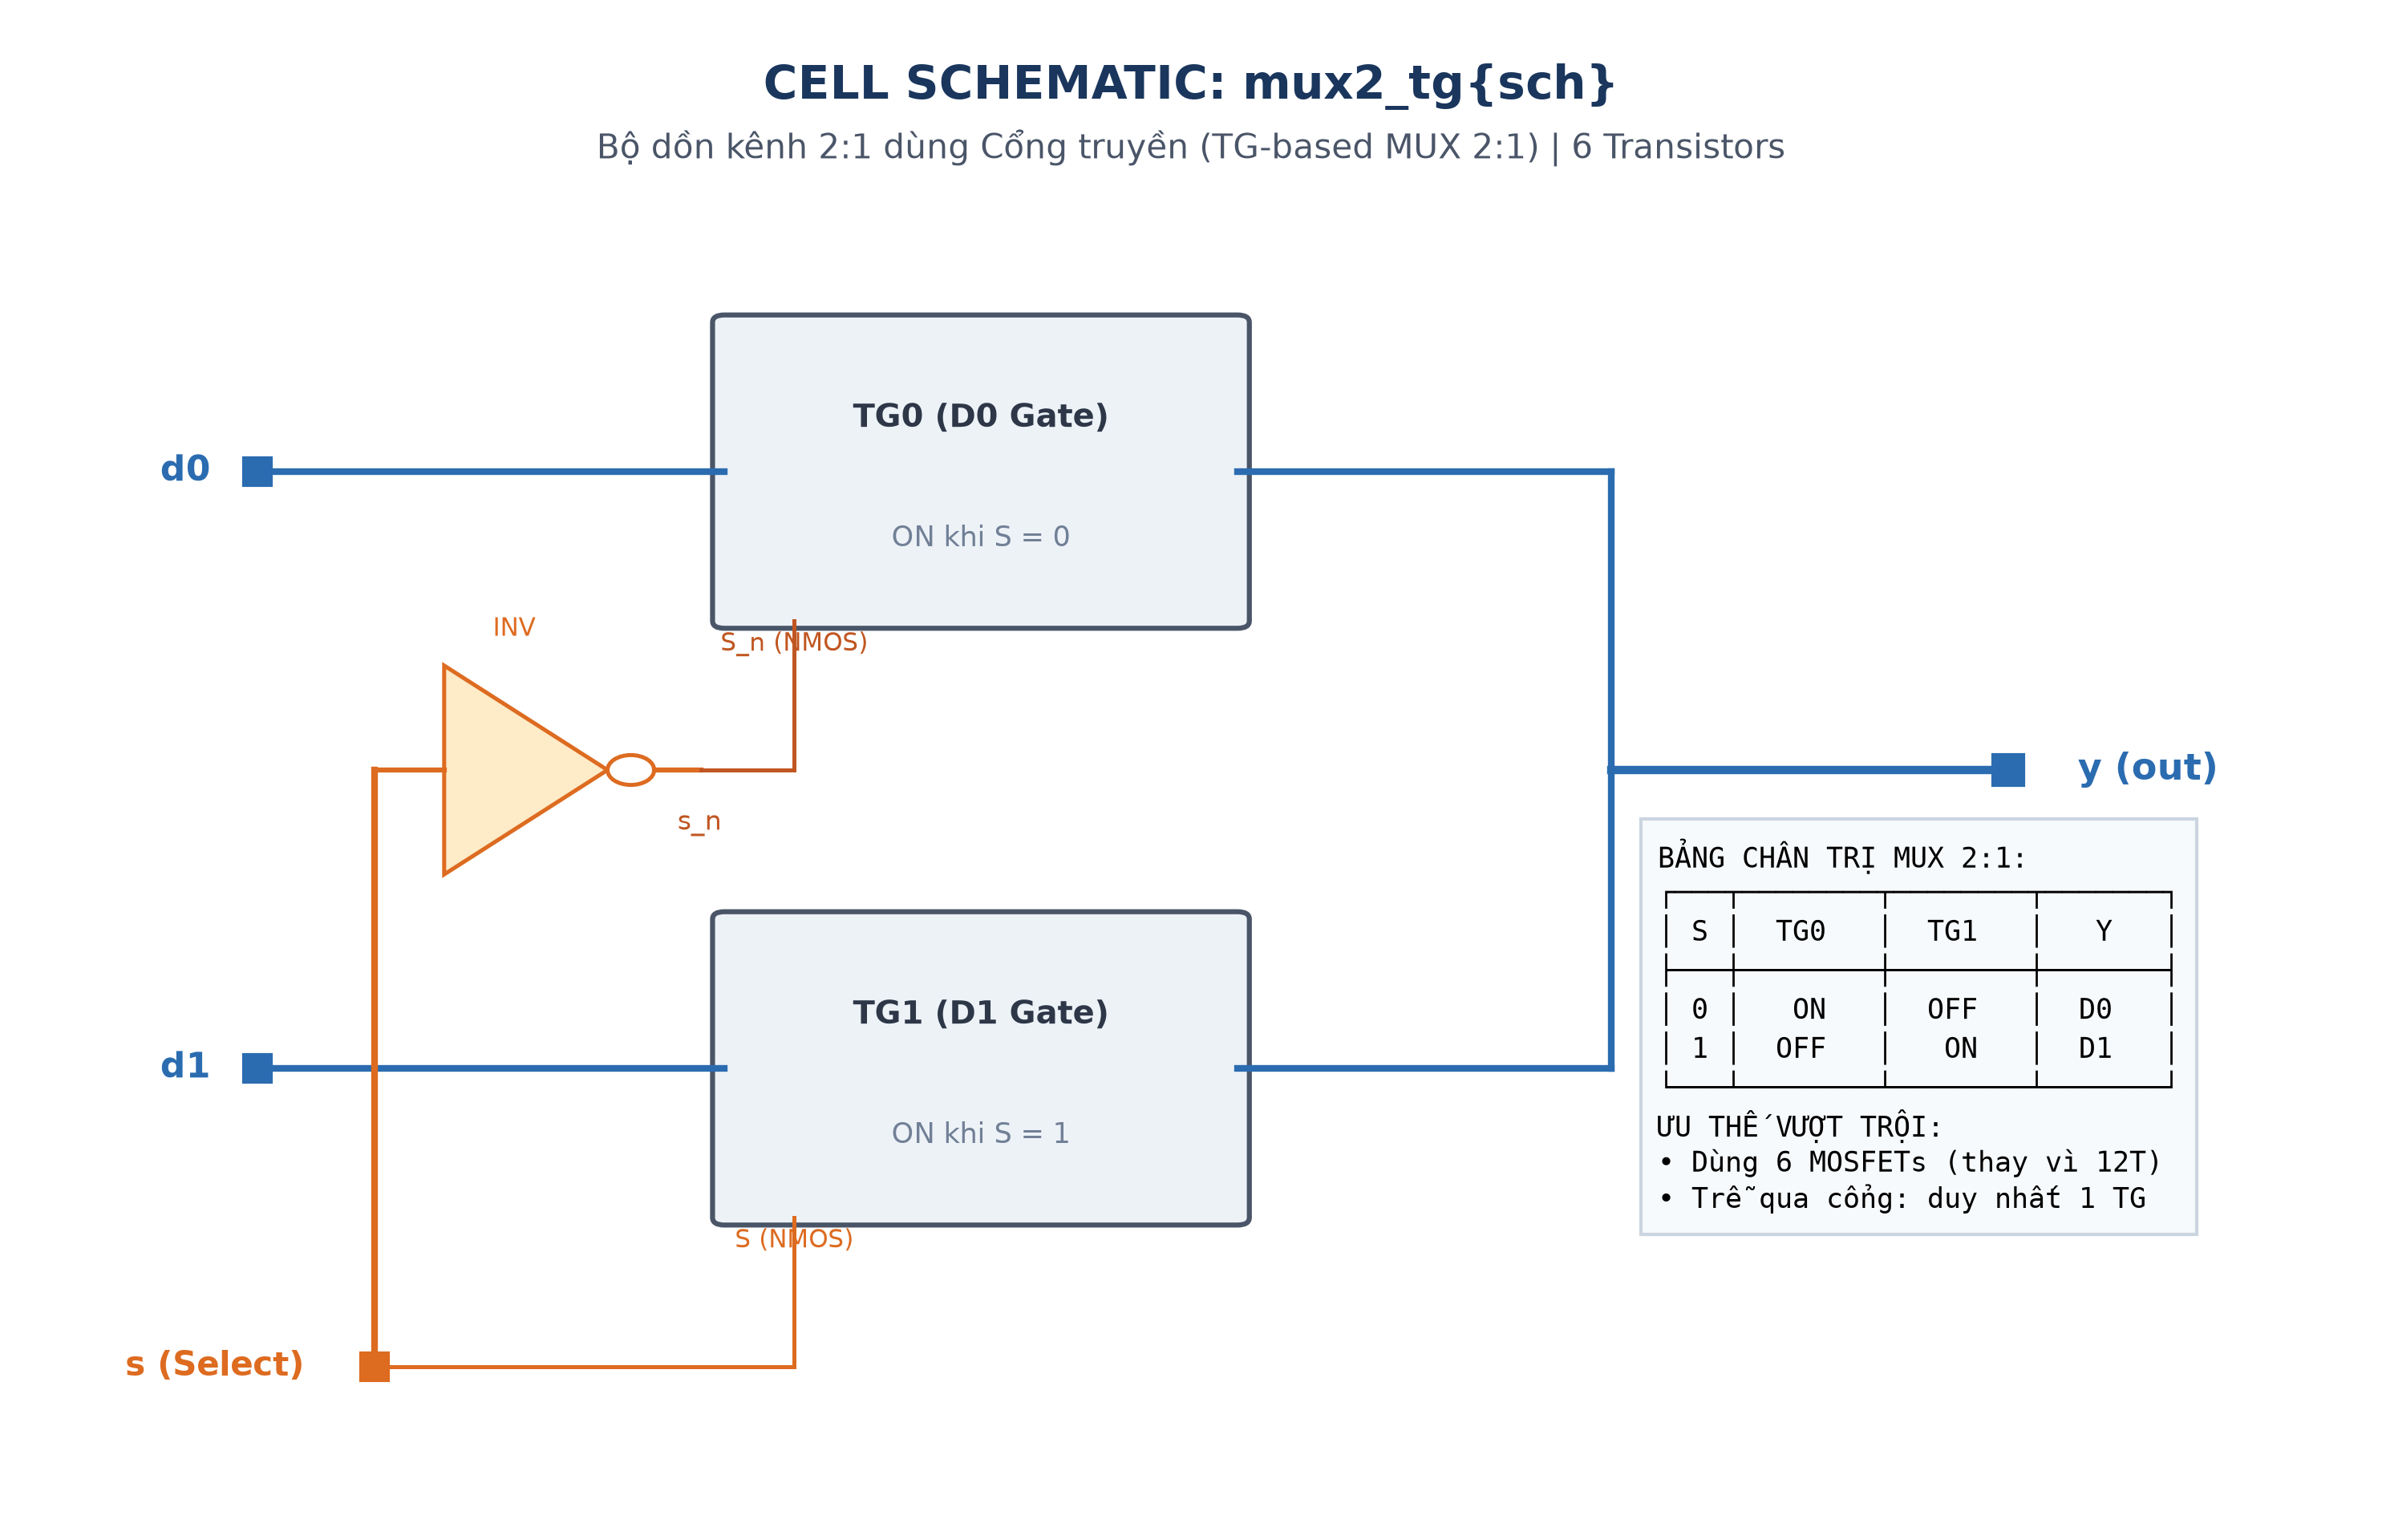 CELL SCHEMATIC: mux2_tg{sch}
Bộ dồn kênh 2:1 dùng Cổng truyền (TG-based MUX 2:1) | 6 Transistors
TG0 (D0 Gate)
d0
ON khi S = 0
INV
S_n (NMOS)
y (out)
s_n
BẢNG CHÂN TRỊ MUX 2:1:
S TG0 TG1 Y
0 ON OFF D0
1 OFF ON D1
ƯU THẾ VƯỢT TRỘI:
• Dùng 6 MOSFETs (thay vì 12T)
• Trễ qua cổng: duy nhất 1 TG
TG1 (D1 Gate)
d1
ON khi S = 1
S (NMOS)
s (Select)